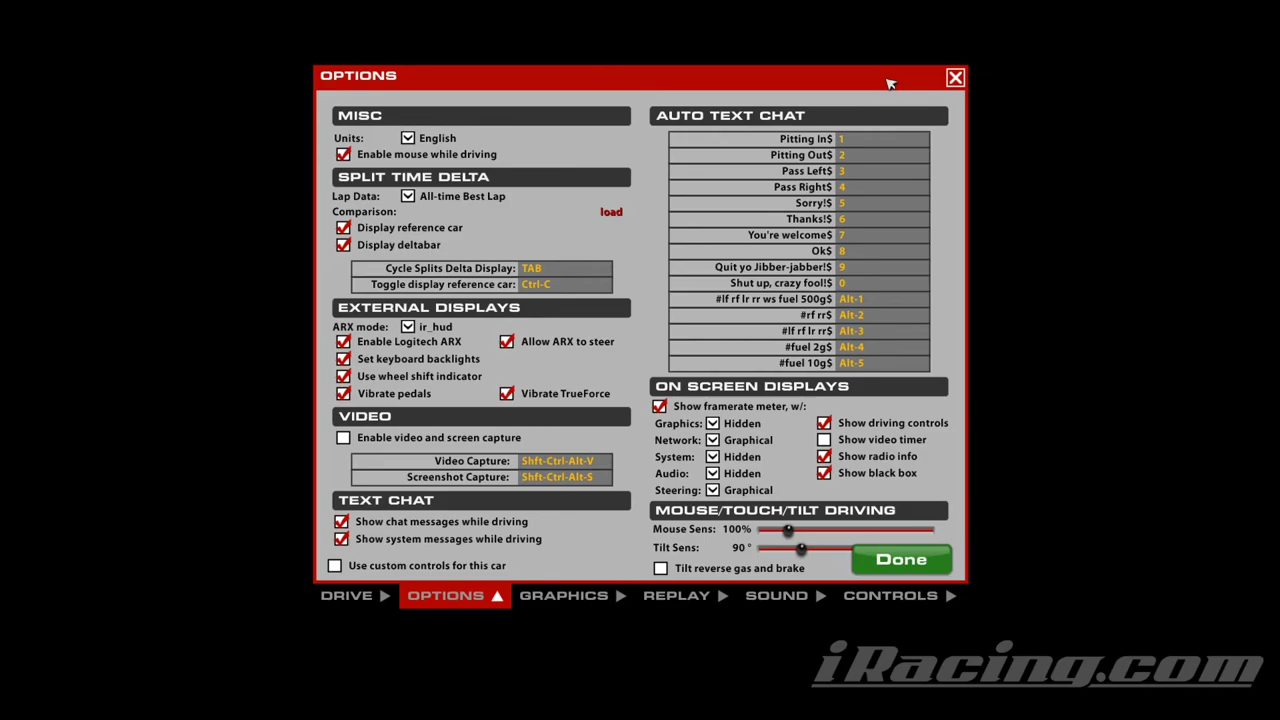 OPTIONS
MISC
Units: English
Enable mouse while driving
SPLIT TIME DELTA
Lap Data: All-time Best Lap
Comparison: load
Display reference car
Display deltabar
Cycle Splits Delta Display: TAB
Toggle display reference car: Ctrl-C
EXTERNAL DISPLAYS
ARX mode: ir_hud
Enable Logitech ARX Allow ARX to steer
Set keyboard backlights
Use wheel shift indicator
Vibrate pedals Vibrate TrueForce
VIDEO
Enable video and screen capture
Video Capture: Shft-Ctrl-Alt-V
Screenshot Capture: Shft-Ctrl-Alt-S
TEXT CHAT
Show chat messages while driving
Show system messages while driving
Use custom controls for this car
AUTO TEXT CHAT
Pitting In$ 1
Pitting Out$ 2
Pass Left$ 3
Pass Right$ 4
Sorry!$ 5
Thanks!$ 6
You're welcome$ 7
Ok$ 8
Quit yo Jibber-jabber!$ 9
Shut up, crazy fool!$ 0
#lf rf lr rr ws fuel 500g$ Alt-1
#rf rr$ Alt-2
#lf rf lr rr$ Alt-3
#fuel 2g$ Alt-4
#fuel 10g$ Alt-5
ON SCREEN DISPLAYS
Show framerate meter, w/:
Graphics: Hidden Show driving controls
Network: Graphical Show video timer
System: Hidden Show radio info
Audio: Hidden Show black box
Steering: Graphical
MOUSE/TOUCH/TILT DRIVING
Mouse Sens: 100%
Tilt Sens: 90 °
Tilt reverse gas and brake
Done
DRIVE OPTIONS GRAPHICS REPLAY SOUND CONTROLS
iRacing.com